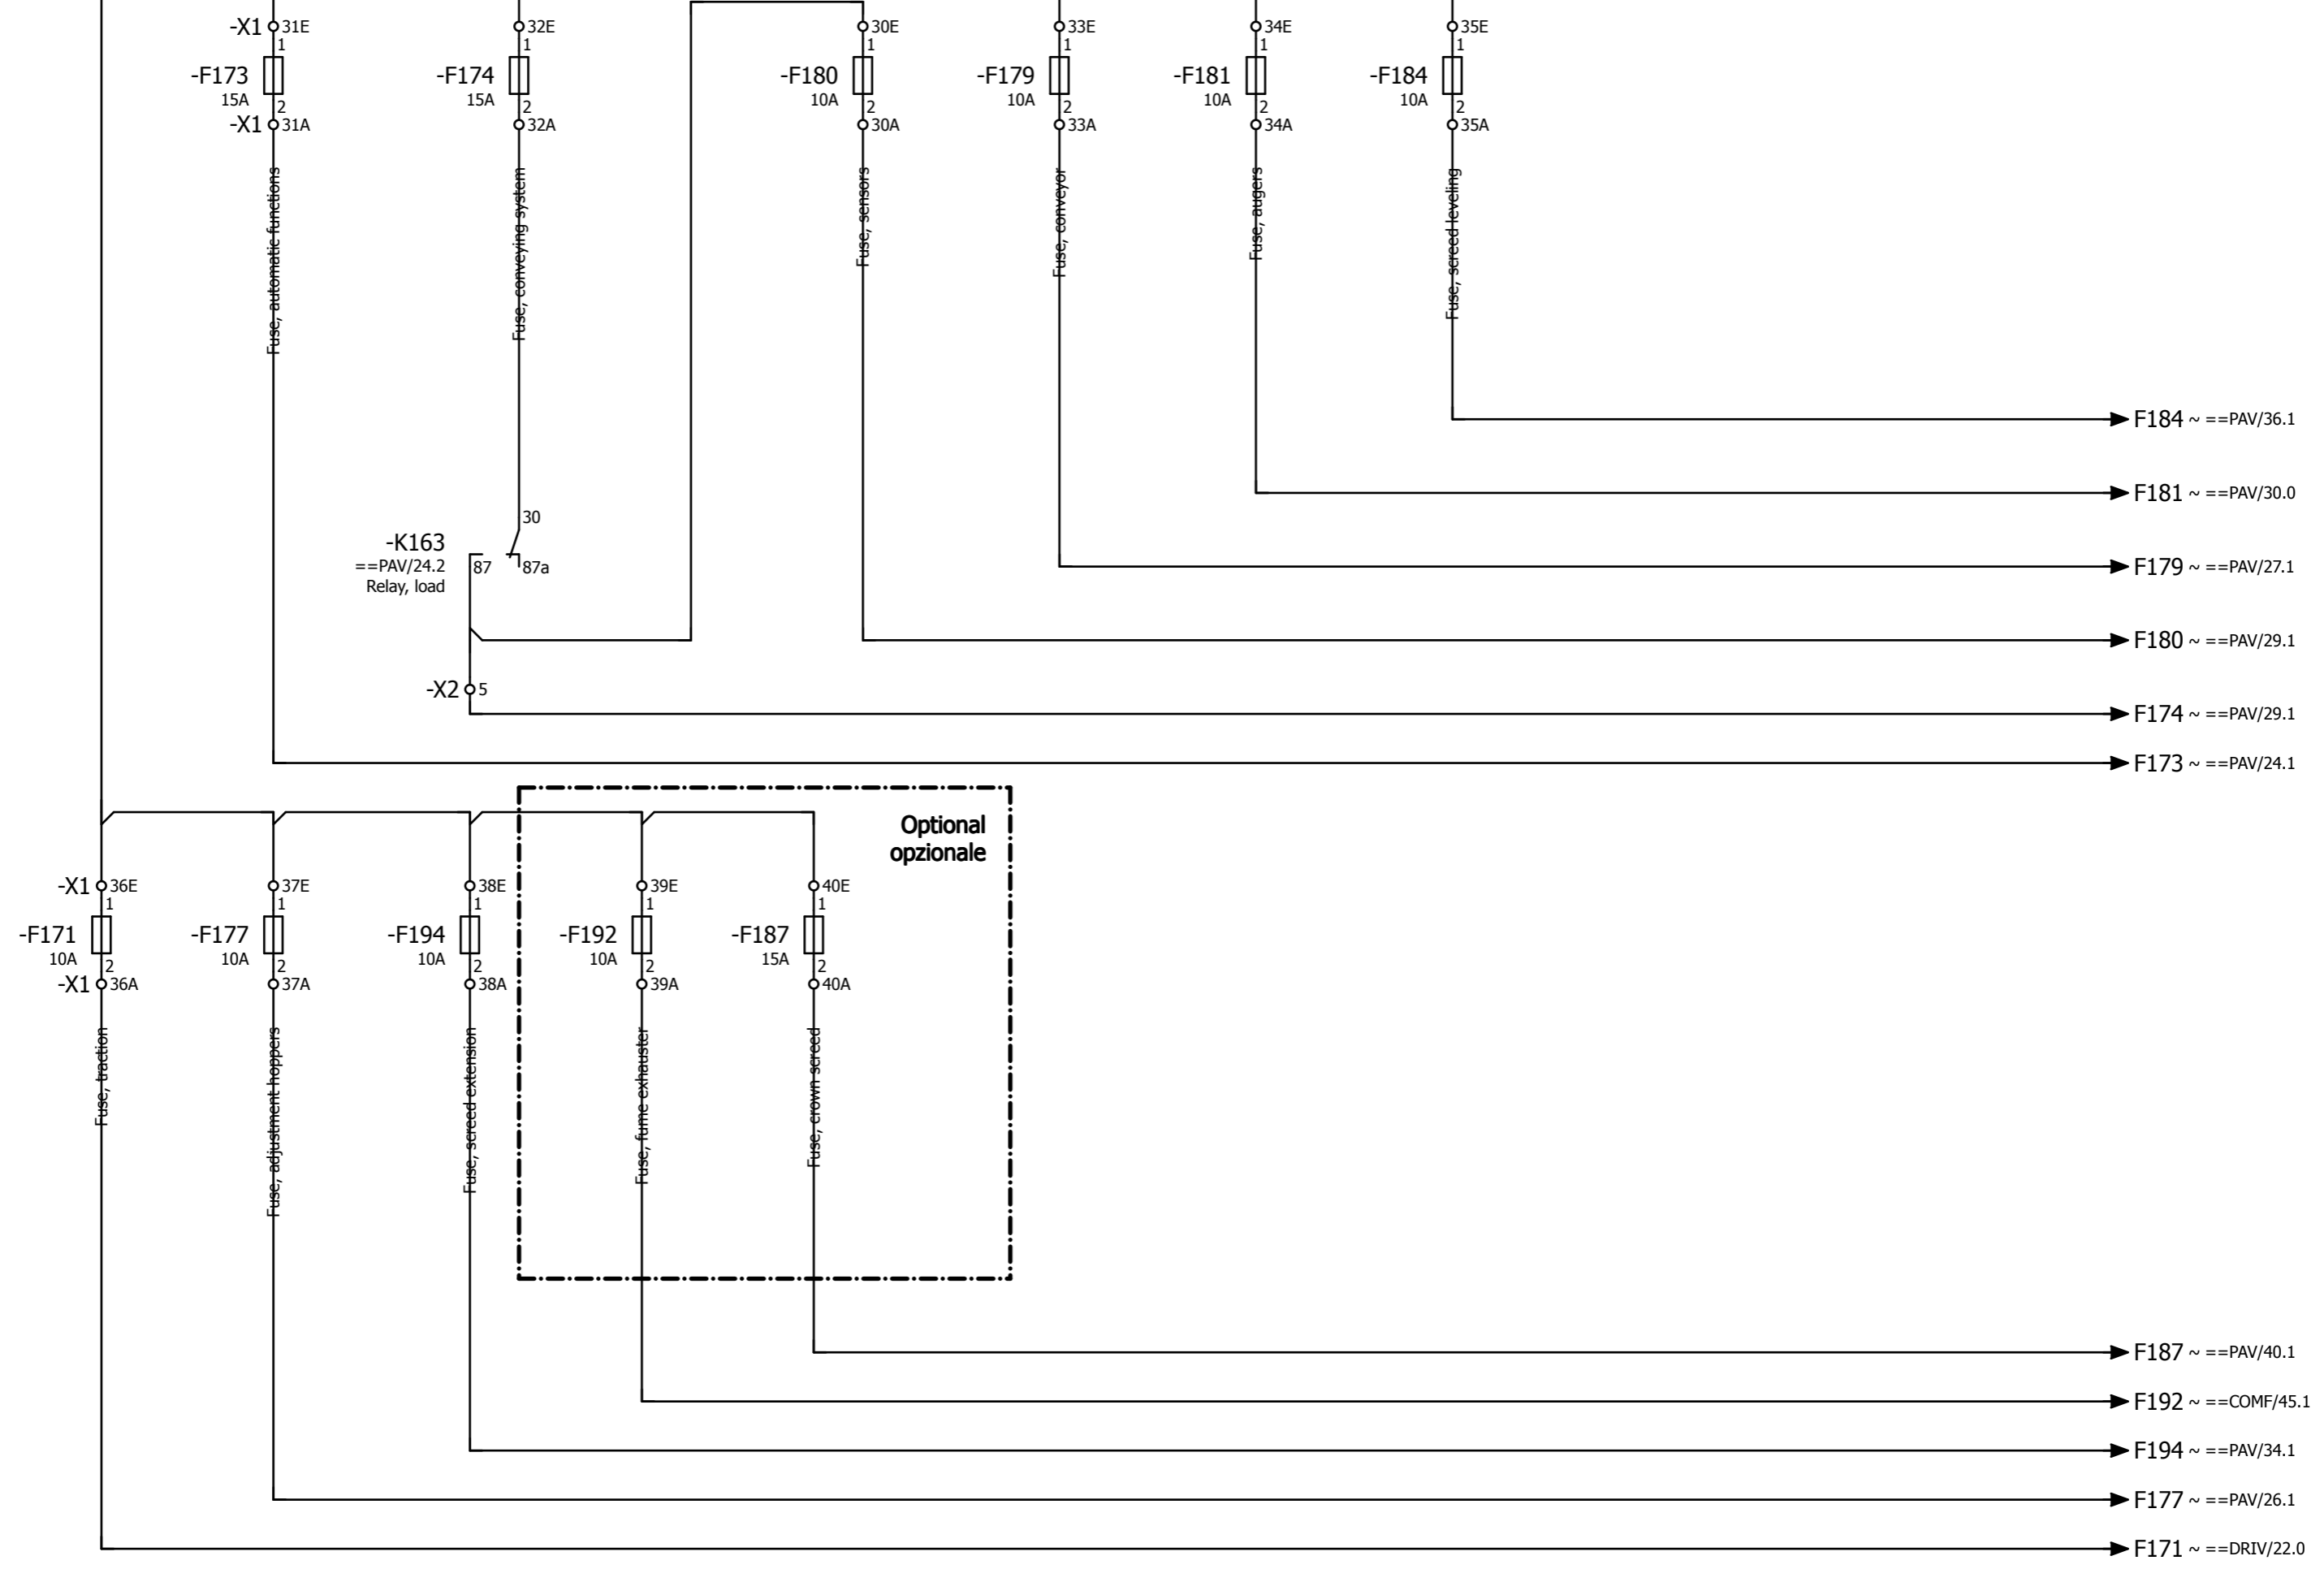 -X1 31E 32E 30E 33E 34E 35E
1 1 1 1 1 1
-F173 -F174 -F180 -F179 -F181 -F184
15A 15A 10A 10A 10A 10A
2 2 2 2 2 2
-X1 31A 32A 30A 33A 34A 35A
Fuse, automatic functions
Fuse, conveying system
Fuse, sensors
Fuse, conveyor
Fuse, augers
Fuse, screed leveling
F184 ~ ==PAV/36.1
F181 ~ ==PAV/30.0
30
-K163
==PAV/24.2
Relay, load
87 87a
F179 ~ ==PAV/27.1
F180 ~ ==PAV/29.1
-X2 5
F174 ~ ==PAV/29.1
F173 ~ ==PAV/24.1
Optional
opzionale
-X1 36E 37E 38E 39E 40E
1 1 1 1 1
-F171 -F177 -F194 -F192 -F187
10A 10A 10A 10A 15A
2 2 2 2 2
-X1 36A 37A 38A 39A 40A
Fuse, traction
Fuse, adjustment hoppers
Fuse, screed extension
Fuse, fume exhauster
Fuse, crown screed
F187 ~ ==PAV/40.1
F192 ~ ==COMF/45.1
F194 ~ ==PAV/34.1
F177 ~ ==PAV/26.1
F171 ~ ==DRIV/22.0